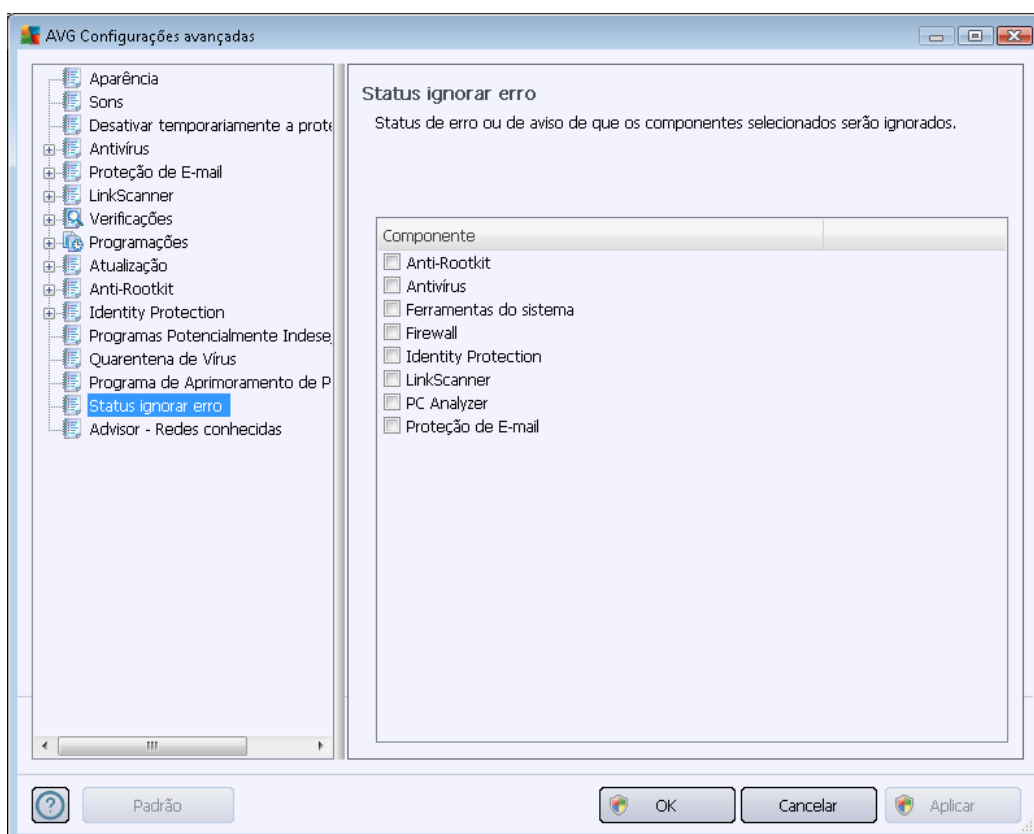 AVG Configurações avançadas
Aparência
Sons
Desativar temporariamente a prote
Antivírus
Proteção de E-mail
LinkScanner
Verificações
Programações
Atualização
Anti-Rootkit
Identity Protection
Programas Potencialmente Indese
Quarentena de Vírus
Programa de Aprimoramento de P
Status ignorar erro
Advisor - Redes conhecidas
Status ignorar erro
Status de erro ou de aviso de que os componentes selecionados serão ignorados.
Componente
Anti-Rootkit
Antivírus
Ferramentas do sistema
Firewall
Identity Protection
LinkScanner
PC Analyzer
Proteção de E-mail
Padrão
OK
Cancelar
Aplicar